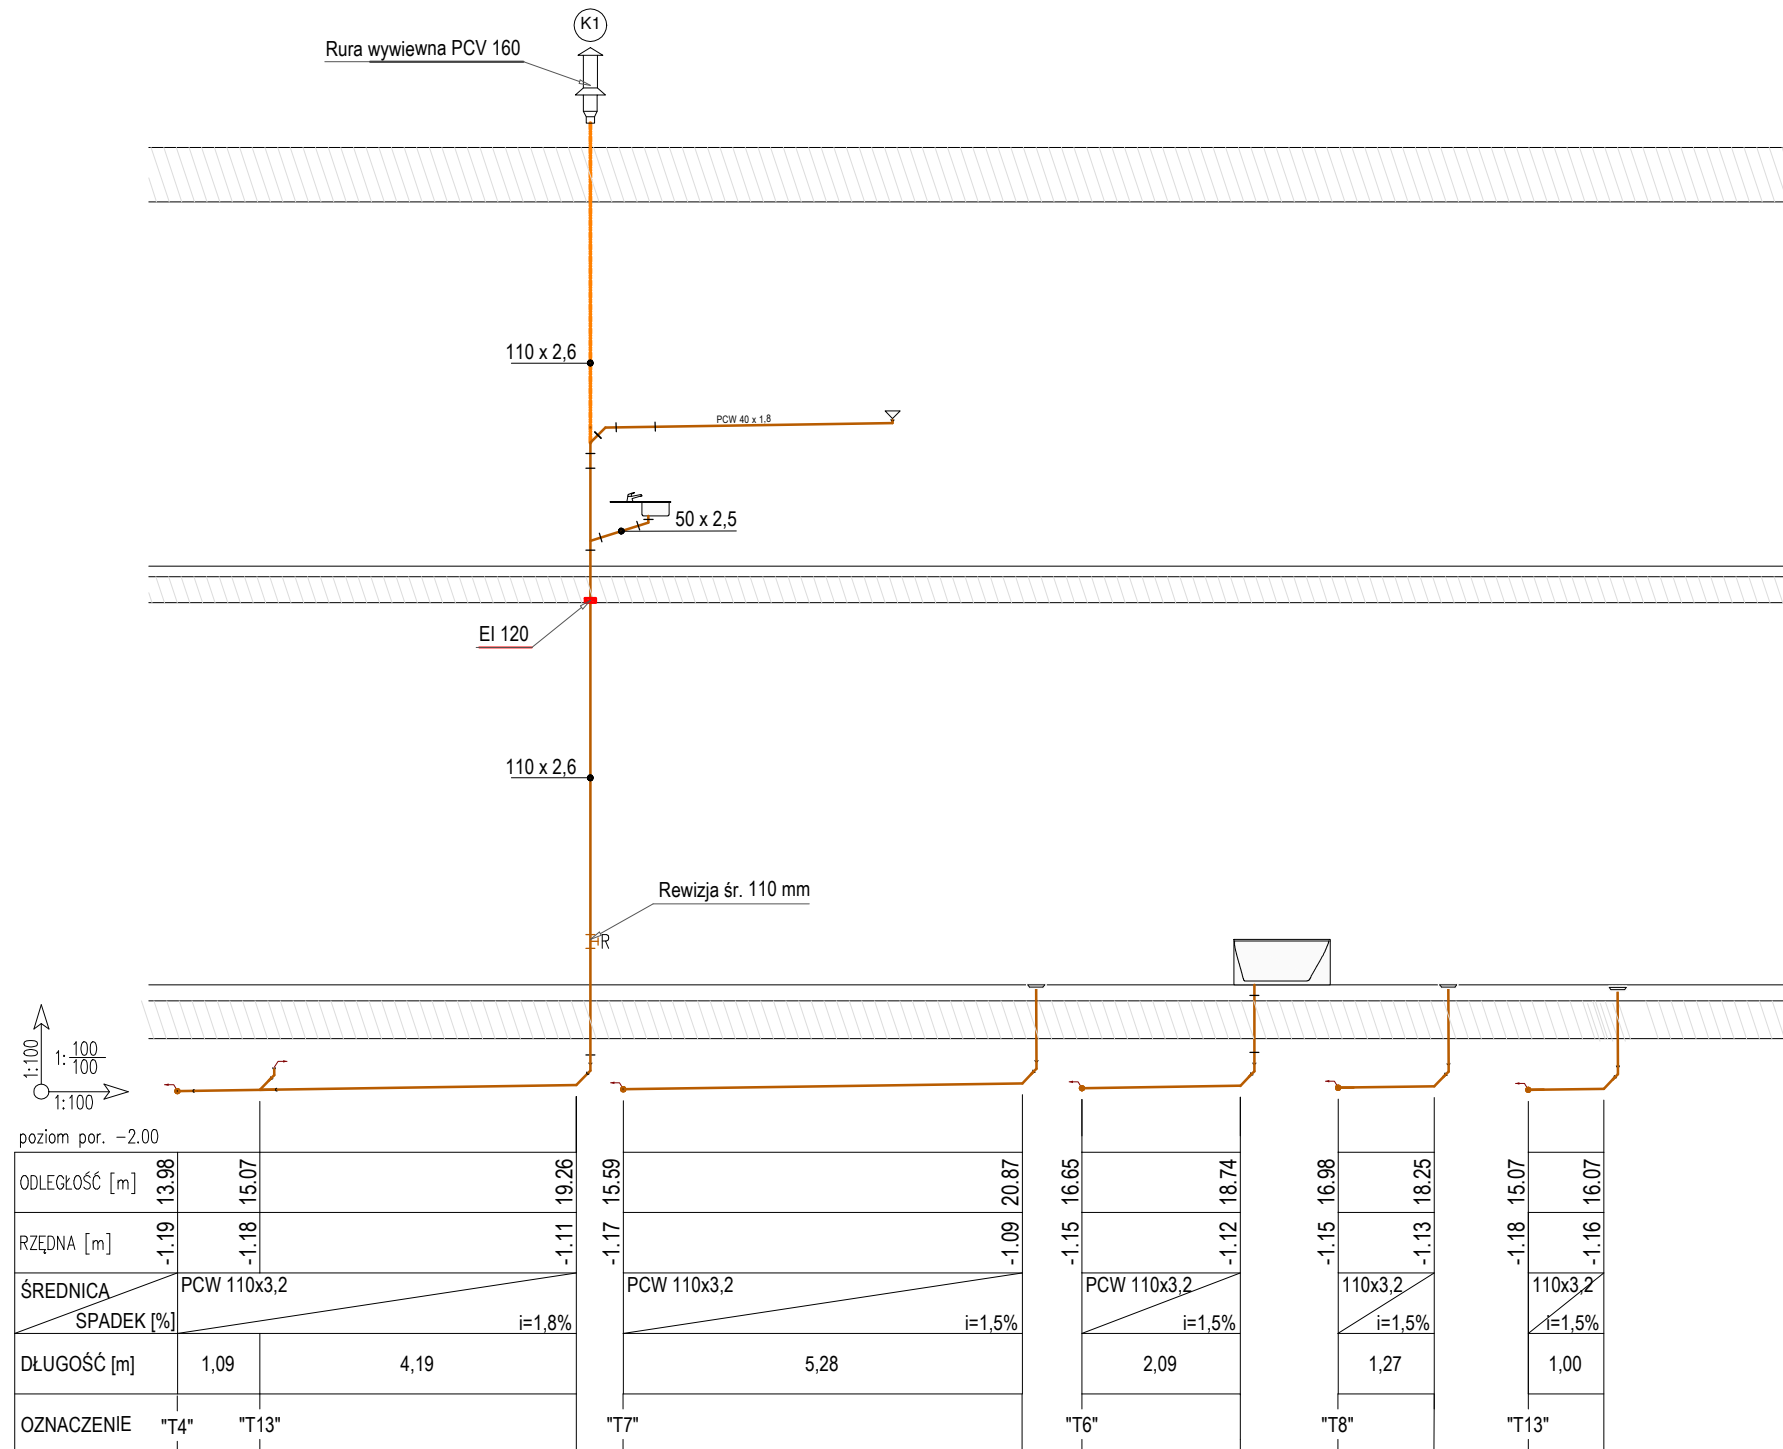 K1
Rura wywiewna PCV 160
110 x 2,6
PCW 40 x 1.8
50 x 2,5
EI 120
110 x 2,6
Rewizja śr. 110 mm
R
1:100
1: 100/100
1:100
poziom por. -2.00
ODLEGŁOŚĆ [m] 13.98 15.07 19.26 15.59 20.87 16.65 18.74 16.98 18.25 15.07 16.07
RZĘDNA [m] -1.19 -1.18 -1.11 -1.17 -1.09 -1.15 -1.12 -1.15 -1.13 -1.18 -1.16
ŚREDNICA PCW 110x3,2 PCW 110x3,2 PCW 110x3,2 110x3,2 110x3,2
SPADEK [%] i=1,8% i=1,5% i=1,5% i=1,5% i=1,5%
DŁUGOŚĆ [m] 1,09 4,19 5,28 2,09 1,27 1,00
OZNACZENIE "T4" "T13" "T7" "T6" "T8" "T13"